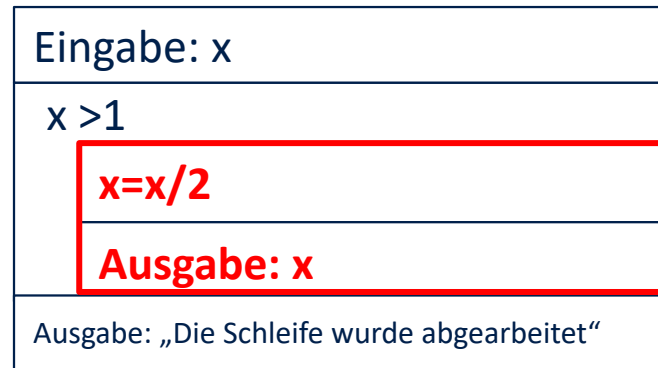 Eingabe: x
x >1
x=x/2
Ausgabe: x
Ausgabe: „Die Schleife wurde abgearbeitet“